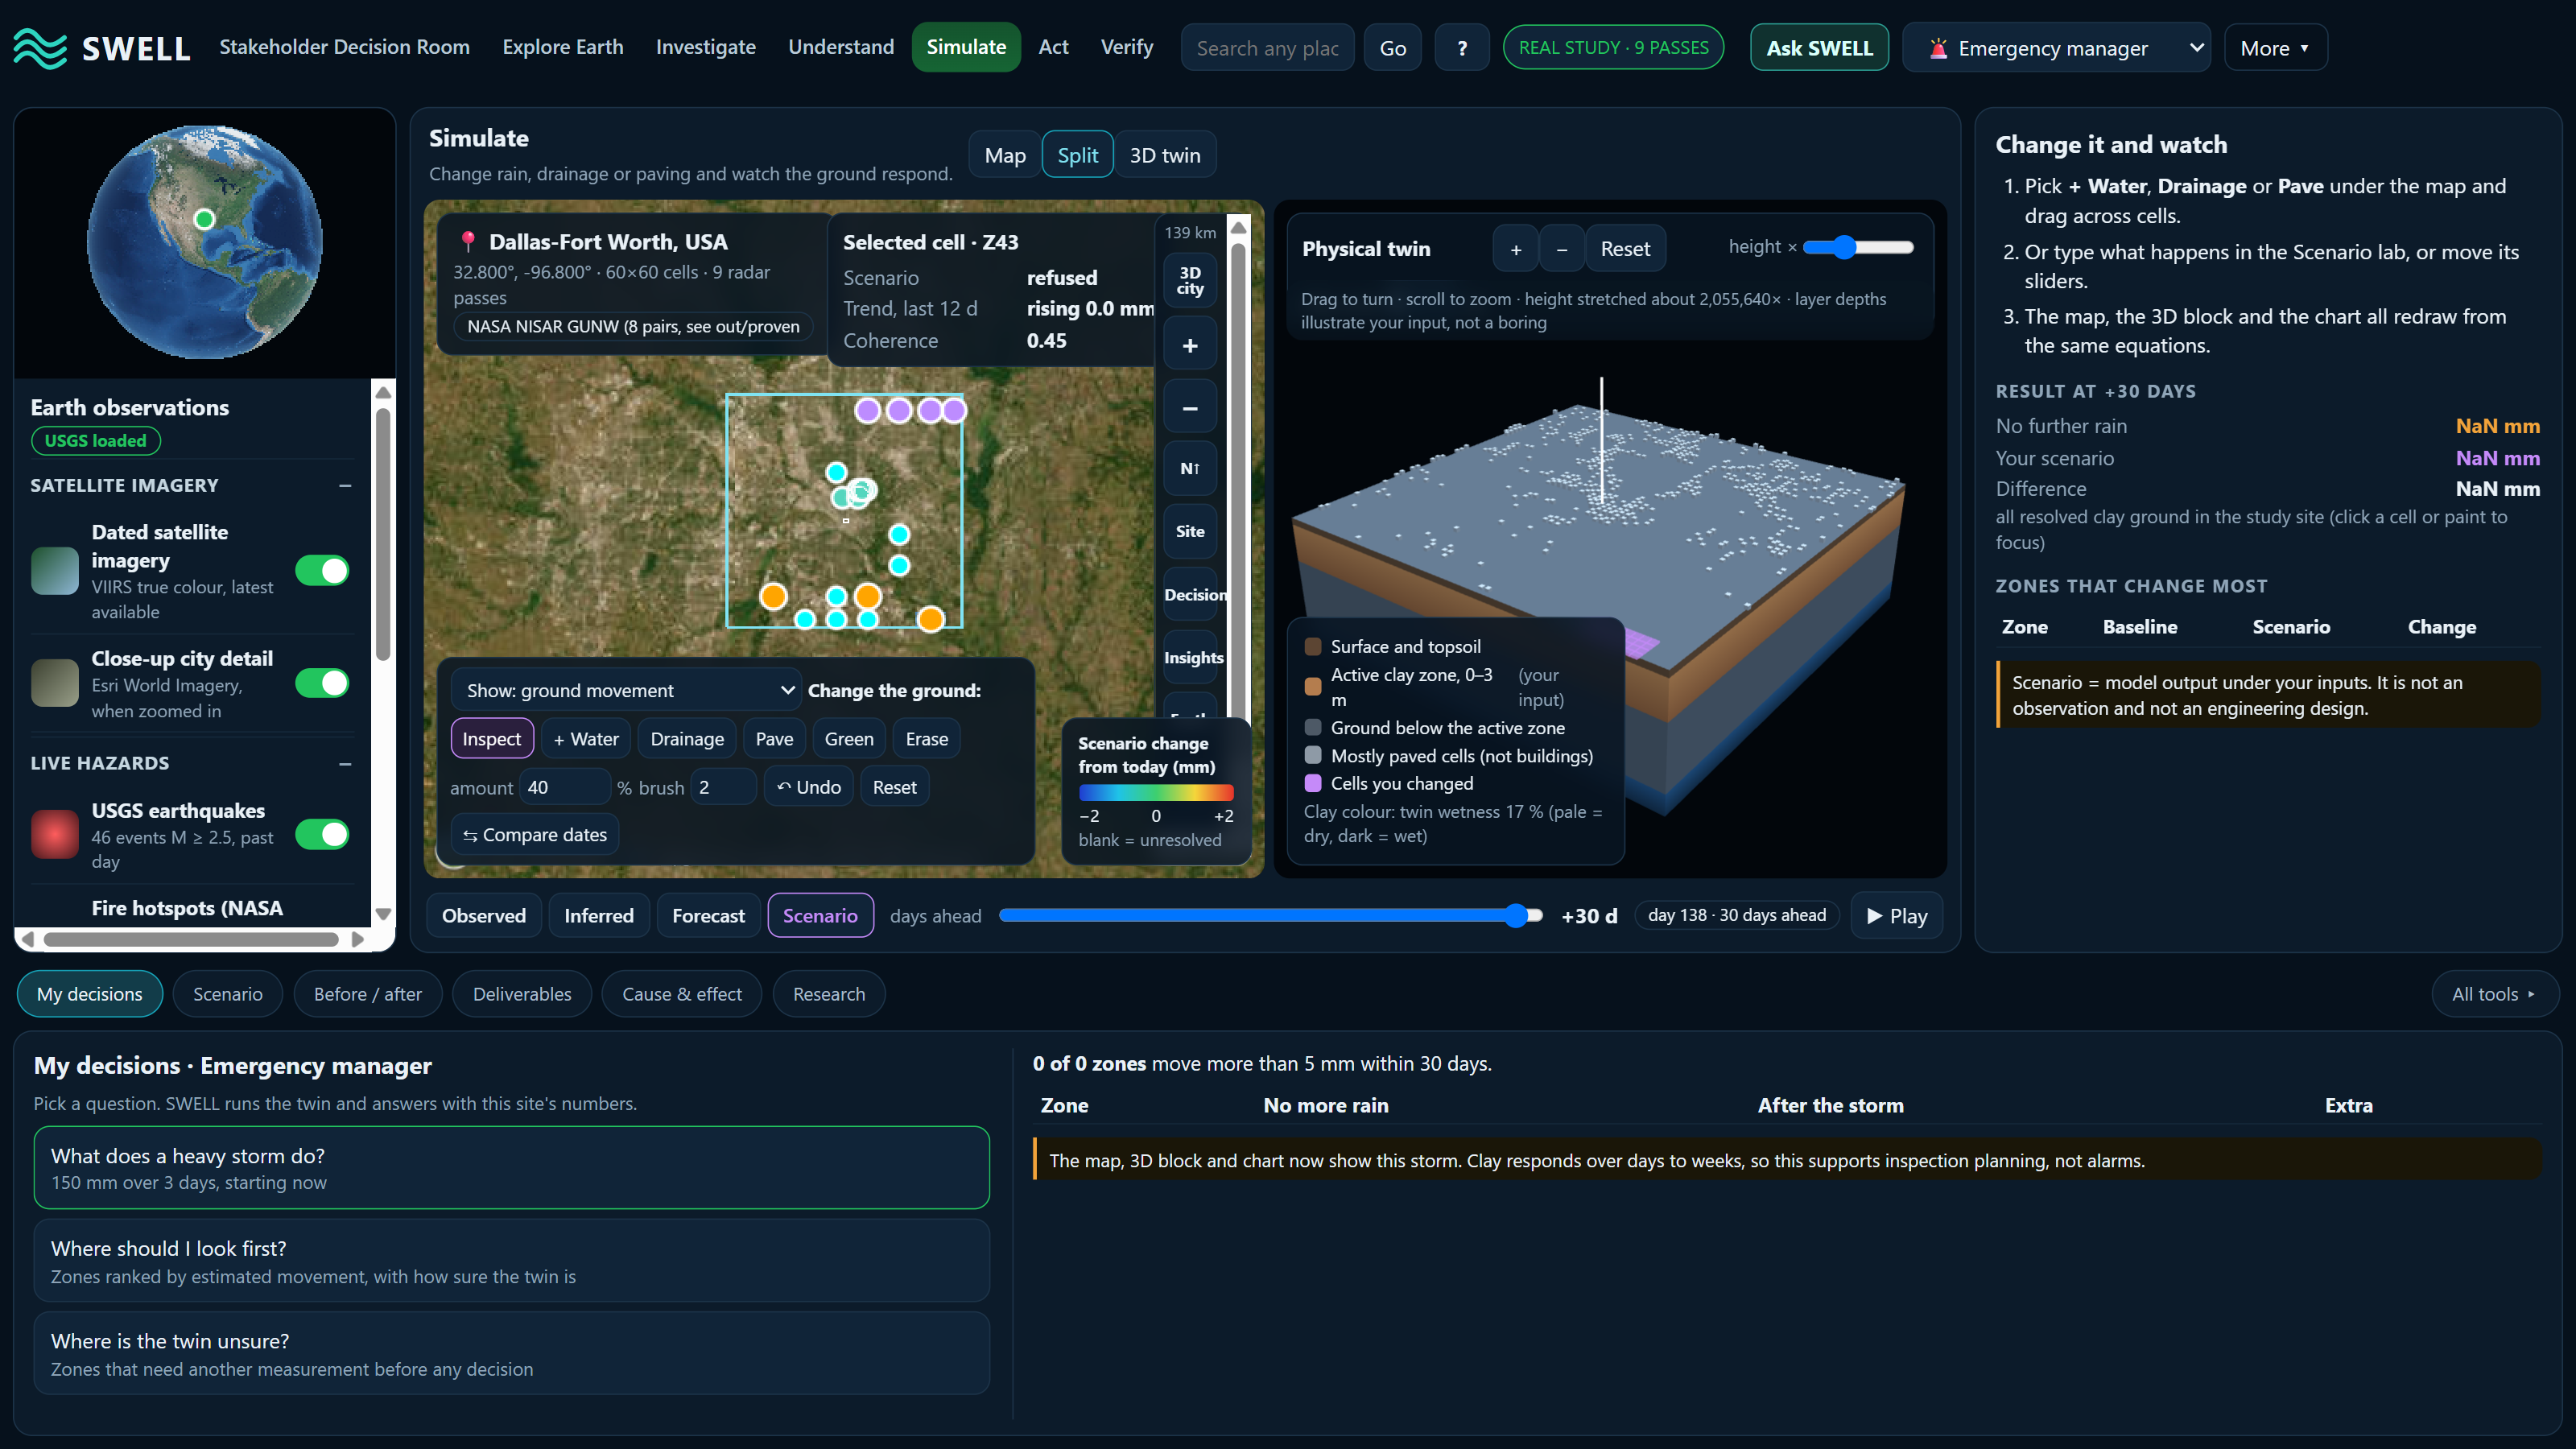 SWELL
Stakeholder Decision Room
Explore Earth
Investigate
Understand
Simulate
Act
Verify
Search any plac
Go
?
REAL STUDY · 9 PASSES
Ask SWELL
Emergency manager
More ▾
Earth observations
USGS loaded
SATELLITE IMAGERY −
Dated satellite
imagery
VIIRS true colour, latest
available
Close-up city detail
Esri World Imagery,
when zoomed in
LIVE HAZARDS −
USGS earthquakes
46 events M ≥ 2.5, past
day
Fire hotspots (NASA
Simulate
Change rain, drainage or paving and watch the ground respond.
Map
Split
3D twin
Dallas-Fort Worth, USA
32.800°, -96.800° · 60×60 cells · 9 radar
passes
NASA NISAR GUNW (8 pairs, see out/proven
Selected cell · Z43
Scenario refused
Trend, last 12 d rising 0.0 mm
Coherence 0.45
139 km
3D
city
+
−
N↑
Site
Decision
Insights
Show: ground movement
Change the ground:
Inspect
+ Water
Drainage
Pave
Green
Erase
amount 40 % brush 2
↶ Undo
Reset
⇆ Compare dates
Scenario change
from today (mm)
−2 0 +2
blank = unresolved
Physical twin
+
−
Reset
height ×
Drag to turn · scroll to zoom · height stretched about 2,055,640× · layer depths
illustrate your input, not a boring
Surface and topsoil
Active clay zone, 0–3
m
(your
input)
Ground below the active zone
Mostly paved cells (not buildings)
Cells you changed
Clay colour: twin wetness 17 % (pale =
dry, dark = wet)
Observed
Inferred
Forecast
Scenario
days ahead
+30 d
day 138 · 30 days ahead
▶ Play
Change it and watch
1. Pick + Water, Drainage or Pave under the map and
drag across cells.
2. Or type what happens in the Scenario lab, or move its
sliders.
3. The map, the 3D block and the chart all redraw from
the same equations.
RESULT AT +30 DAYS
No further rain NaN mm
Your scenario NaN mm
Difference NaN mm
all resolved clay ground in the study site (click a cell or paint to
focus)
ZONES THAT CHANGE MOST
Zone Baseline Scenario Change
Scenario = model output under your inputs. It is not an
observation and not an engineering design.
My decisions
Scenario
Before / after
Deliverables
Cause & effect
Research
All tools ▸
My decisions · Emergency manager
Pick a question. SWELL runs the twin and answers with this site's numbers.
What does a heavy storm do?
150 mm over 3 days, starting now
Where should I look first?
Zones ranked by estimated movement, with how sure the twin is
Where is the twin unsure?
Zones that need another measurement before any decision
0 of 0 zones move more than 5 mm within 30 days.
Zone No more rain After the storm Extra
The map, 3D block and chart now show this storm. Clay responds over days to weeks, so this supports inspection planning, not alarms.